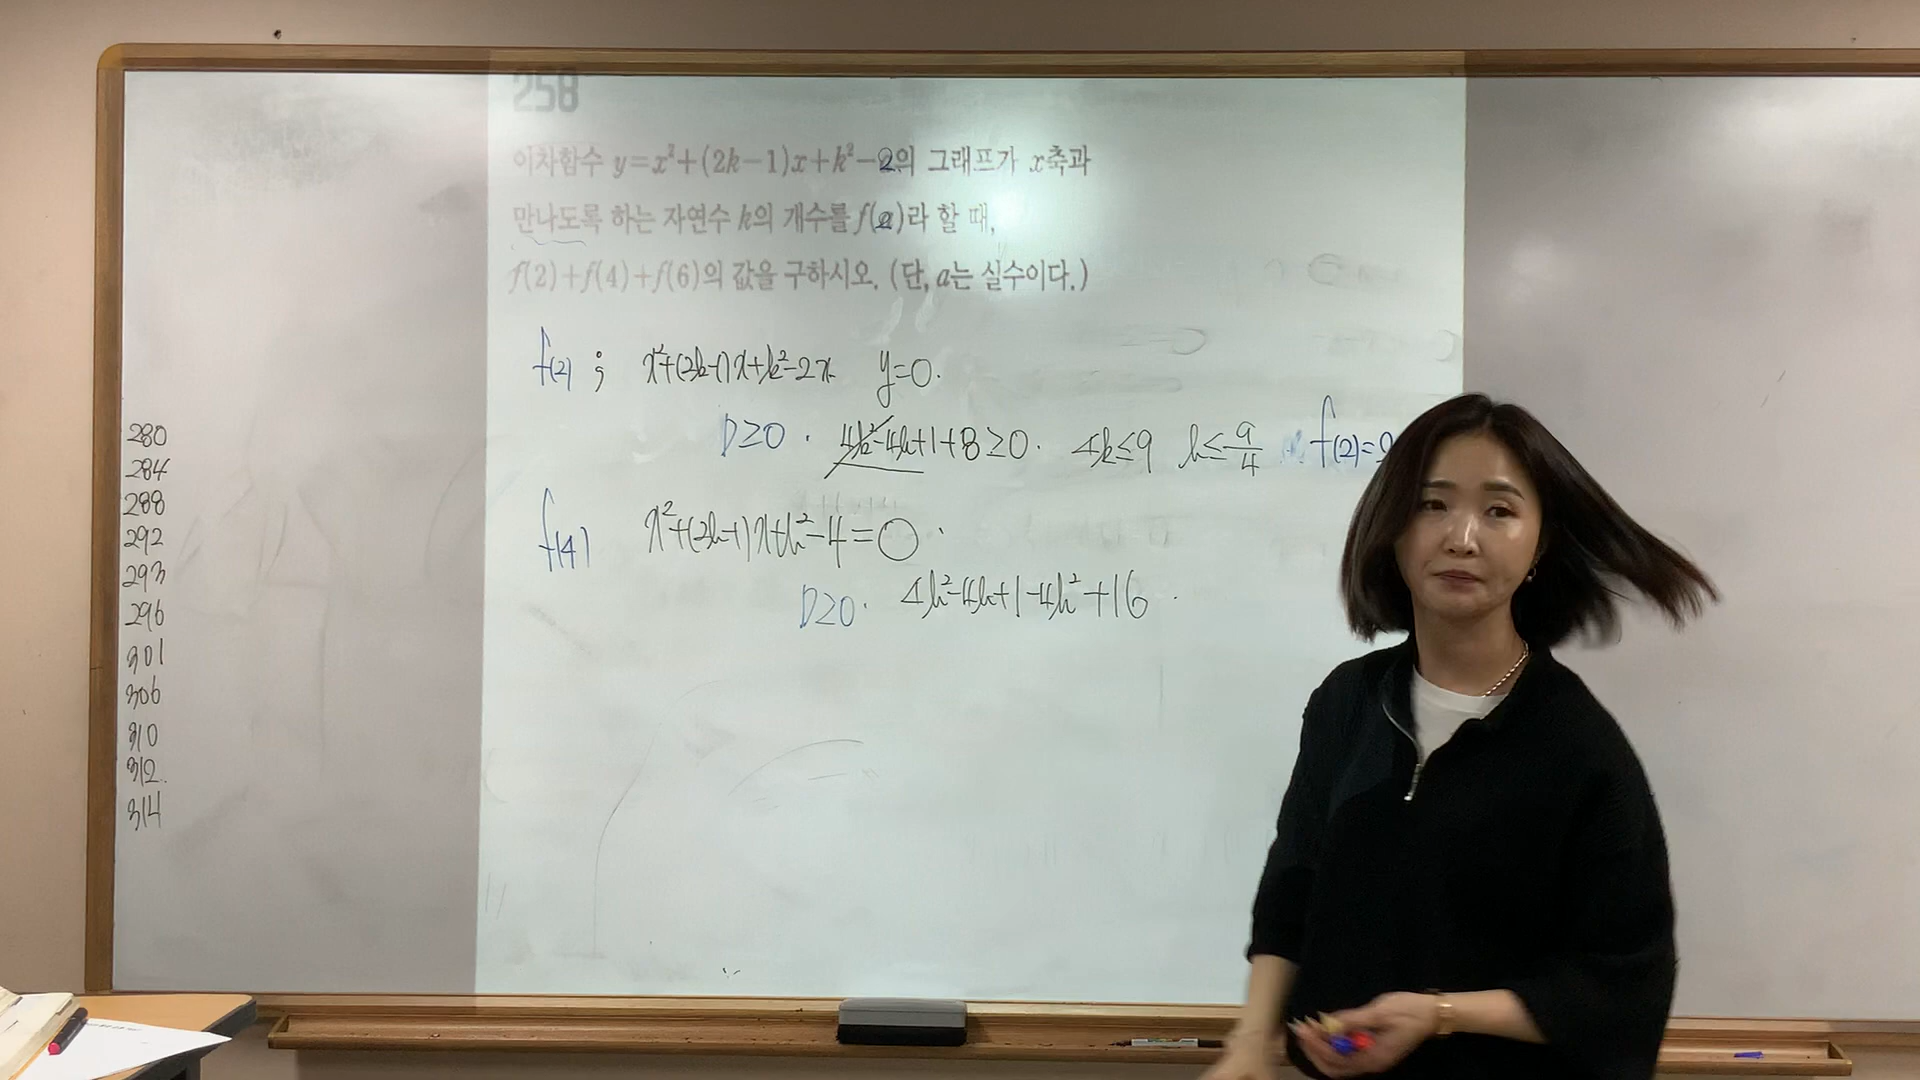 258
이차함수 y=x²+(2k-1)x+k²-2의 그래프가 x축과
만나도록 하는 자연수 k의 개수를 f(a)라 할 때,
f(2)+f(4)+f(6)의 값을 구하시오. (단, a는 실수이다.)
f(2) ; x²+(2k-1)x+k²-2 y=0.
D≥0 . 4k²-4k+1+8≥0. 4k≤9 k≤9/4 f(2)=2
f(4) x²+(2k-1)x+k²-4=0.
D≥0. 4k²-4k+1-4k²+16
280
284
288
292
293
296
301
306
310
312.
314